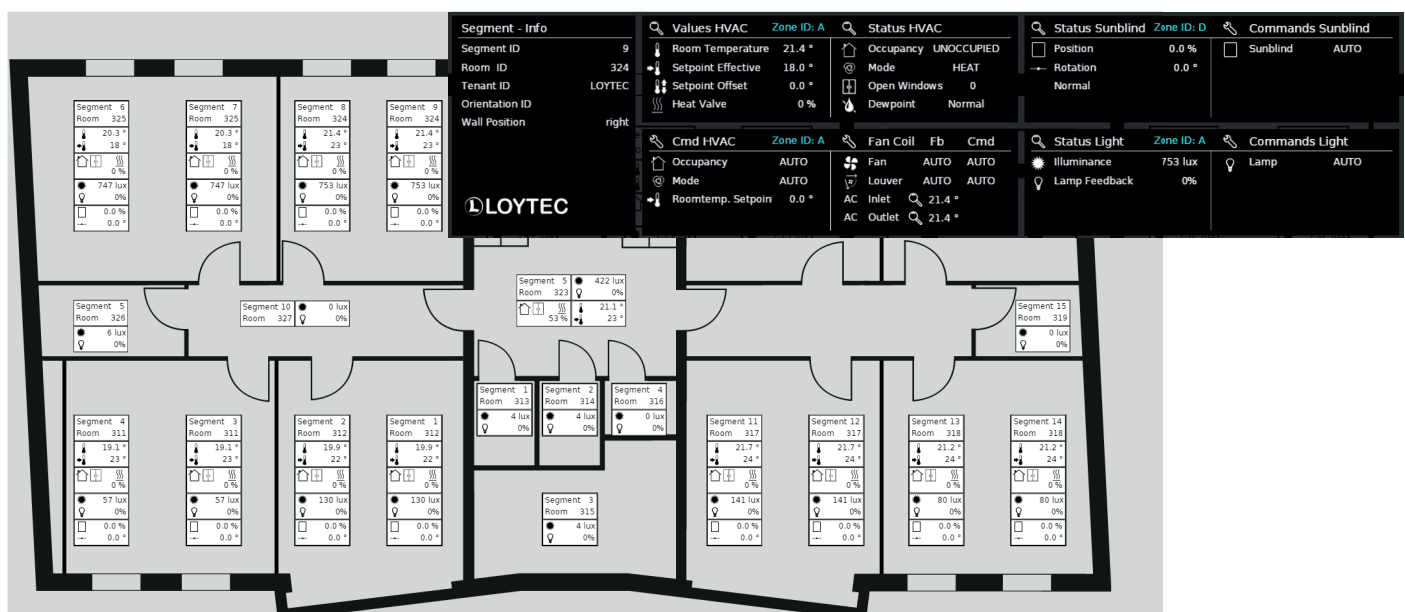 Segment - Info
Segment ID 9
Room ID 324
Tenant ID LOYTEC
Orientation ID
Wall Position right
LOYTEC
Values HVAC Zone ID: A
Room Temperature 21.4 °
Setpoint Effective 18.0 °
Setpoint Offset 0.0 °
Heat Valve 0 %
Status HVAC
Occupancy UNOCCUPIED
Mode HEAT
Open Windows 0
Dewpoint Normal
Status Sunblind Zone ID: D
Position 0.0 %
Rotation 0.0 °
Normal
Commands Sunblind
Sunblind AUTO
Cmd HVAC Zone ID: A
Occupancy AUTO
Mode AUTO
Roomtemp. Setpoin 0.0 °
Fan Coil Fb Cmd
Fan AUTO AUTO
Louver AUTO AUTO
AC Inlet 21.4 °
AC Outlet 21.4 °
Status Light Zone ID: A
Illuminance 753 lux
Lamp Feedback 0%
Commands Light
Lamp AUTO
Segment 6
Room 325
20.3 °
18 °
0 %
747 lux
0%
0.0 %
0.0 °
Segment 7
Room 325
20.3 °
18 °
0 %
747 lux
0%
0.0 %
0.0 °
Segment 8
Room 324
21.4 °
23 °
0 %
753 lux
0%
0.0 %
0.0 °
Segment 9
Room 324
21.4 °
23 °
0 %
753 lux
0%
0.0 %
0.0 °
Segment 5
Room 326
6 lux
0%
Segment 10
Room 327
0 lux
0%
Segment 5
Room 323
53 %
422 lux
0%
21.1 °
23 °
Segment 15
Room 319
0 lux
0%
Segment 1
Room 313
4 lux
0%
Segment 2
Room 314
4 lux
0%
Segment 4
Room 316
0 lux
0%
Segment 4
Room 311
19.1 °
23 °
0 %
57 lux
0%
0.0 %
0.0 °
Segment 3
Room 311
19.1 °
23 °
0 %
57 lux
0%
0.0 %
0.0 °
Segment 2
Room 312
19.9 °
22 °
0 %
130 lux
0%
0.0 %
0.0 °
Segment 1
Room 312
19.9 °
22 °
0 %
130 lux
0%
0.0 %
0.0 °
Segment 3
Room 315
4 lux
0%
Segment 11
Room 317
21.7 °
24 °
0 %
141 lux
0%
0.0 %
0.0 °
Segment 12
Room 317
21.7 °
24 °
0 %
141 lux
0%
0.0 %
0.0 °
Segment 13
Room 318
21.2 °
24 °
0 %
80 lux
0%
0.0 %
0.0 °
Segment 14
Room 318
21.2 °
24 °
0 %
80 lux
0%
0.0 %
0.0 °